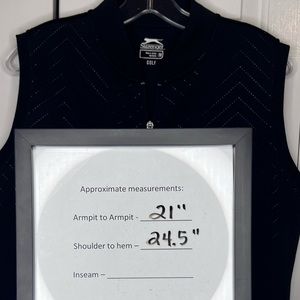 Slazenger
GOLF
Approximate measurements:
Armpit to Armpit - 21"
Shoulder to hem – 24.5"
Inseam –